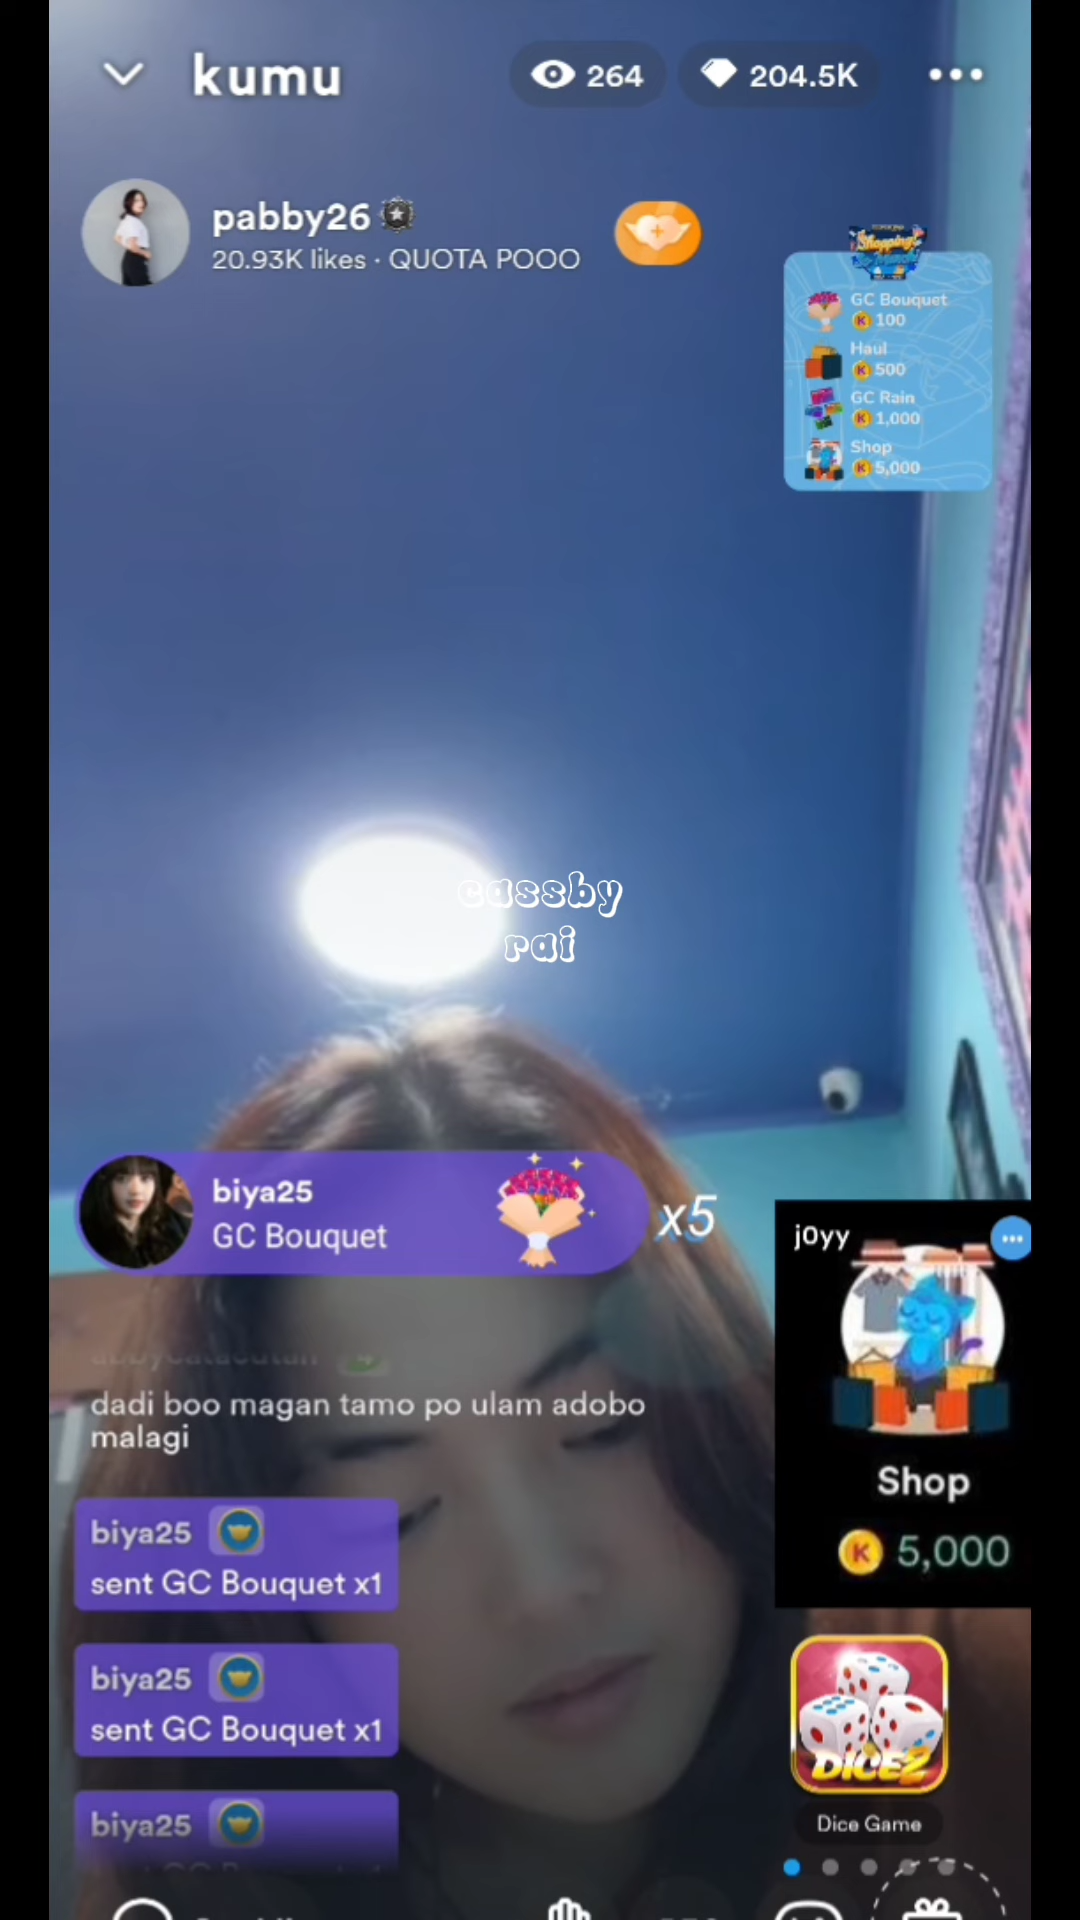 kumu
264
204.5K
pabby26
20.93K likes · QUOTA POOO
Shopping
GC Bouquet
K 100
Haul
K 500
GC Rain
K 1,000
Shop
K 5,000
cassby
rai
biya25
GC Bouquet
x5
j0yy
Shop
K 5,000
dadi boo magan tamo po ulam adobo
malagi
biya25
sent GC Bouquet x1
biya25
sent GC Bouquet x1
biya25
DICE2
Dice Game